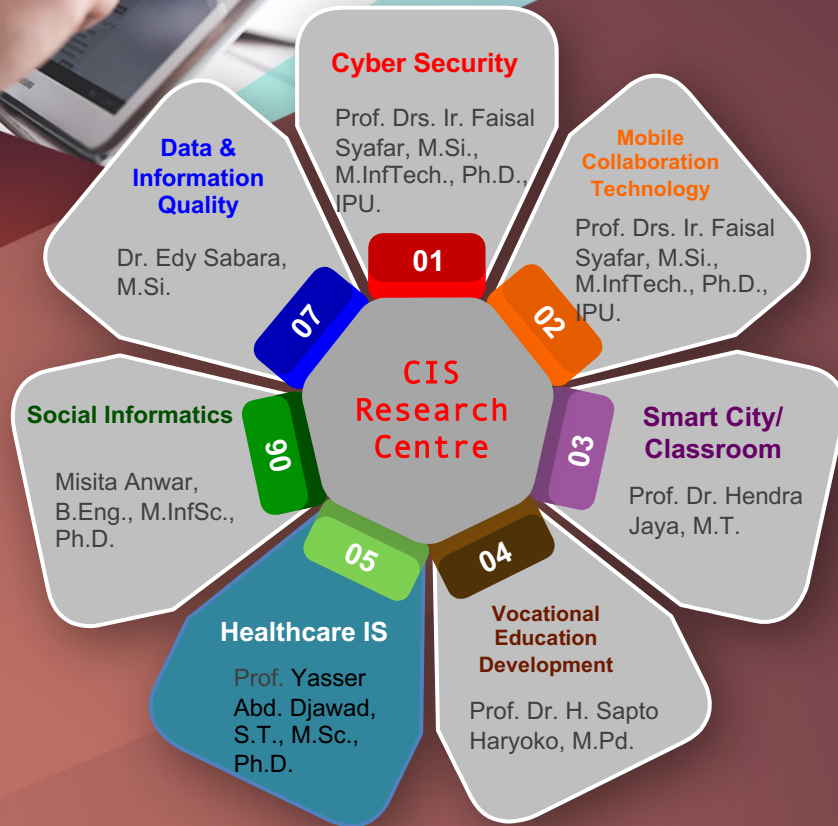 Cyber Security
Prof. Drs. Ir. Faisal
Syafar, M.Si.,
M.InfTech., Ph.D.,
IPU.
01
Mobile
Collaboration
Technology
Prof. Drs. Ir. Faisal
Syafar, M.Si.,
M.InfTech., Ph.D.,
IPU.
02
Smart City/
Classroom
Prof. Dr. Hendra
Jaya, M.T.
03
Vocational
Education
Development
Prof. Dr. H. Sapto
Haryoko, M.Pd.
04
Healthcare IS
Prof. Yasser
Abd. Djawad,
S.T., M.Sc.,
Ph.D.
05
Social Informatics
Misita Anwar,
B.Eng., M.InfSc.,
Ph.D.
06
Data &
Information
Quality
Dr. Edy Sabara,
M.Si.
07
CIS
Research
Centre